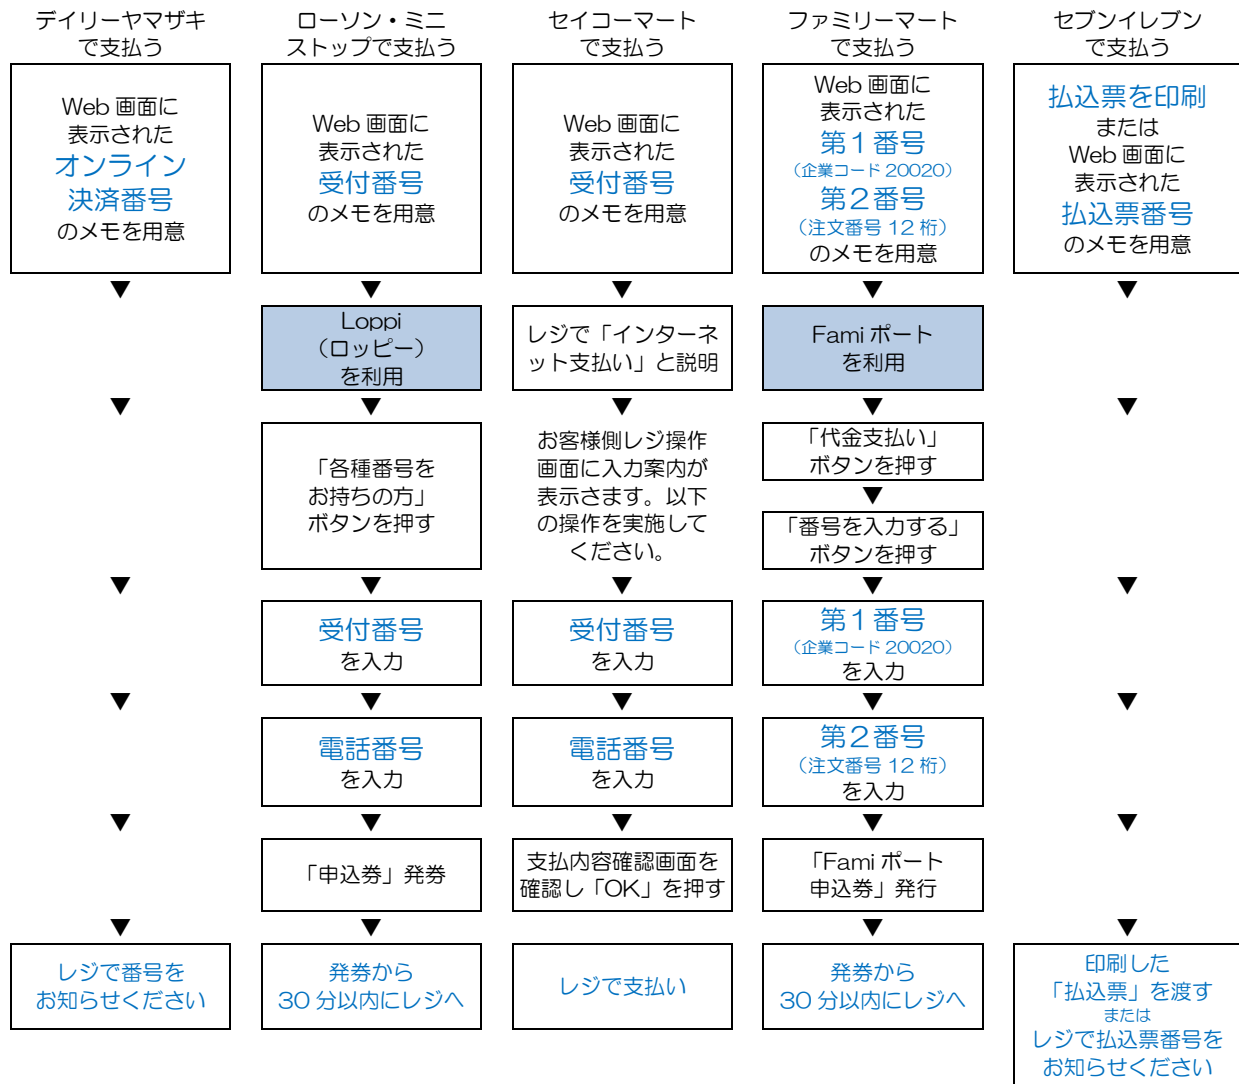 デイリーヤマザキ
で支払う
Web 画面に
表示された
オンライン
決済番号
のメモを用意
▼
▼
▼
▼
▼
▼
レジで番号を
お知らせください
ローソン・ミニ
ストップで支払う
Web 画面に
表示された
受付番号
のメモを用意
▼
Loppi
（ロッピー）
を利用
▼
「各種番号を
お持ちの方」
ボタンを押す
▼
受付番号
を入力
▼
電話番号
を入力
▼
「申込券」発券
▼
発券から
30 分以内にレジへ
セイコーマート
で支払う
Web 画面に
表示された
受付番号
のメモを用意
▼
レジで「インターネ
ット支払い」と説明
▼
お客様側レジ操作
画面に入力案内が
表示さます。以下
の操作を実施して
ください。
▼
受付番号
を入力
▼
電話番号
を入力
▼
支払内容確認画面を
確認し「OK」を押す
▼
レジで支払い
ファミリーマート
で支払う
Web 画面に
表示された
第１番号
（企業コード 20020）
第２番号
（注文番号 12 桁）
のメモを用意
▼
Fami ポート
を利用
▼
「代金支払い」
ボタンを押す
▼
「番号を入力する」
ボタンを押す
▼
第１番号
（企業コード 20020）
を入力
▼
第２番号
（注文番号 12 桁）
を入力
▼
「Fami ポート
申込券」発行
▼
発券から
30 分以内にレジへ
セブンイレブン
で支払う
払込票を印刷
または
Web 画面に
表示された
払込票番号
のメモを用意
▼
▼
▼
▼
▼
▼
印刷した
「払込票」を渡す
または
レジで払込票番号を
お知らせください